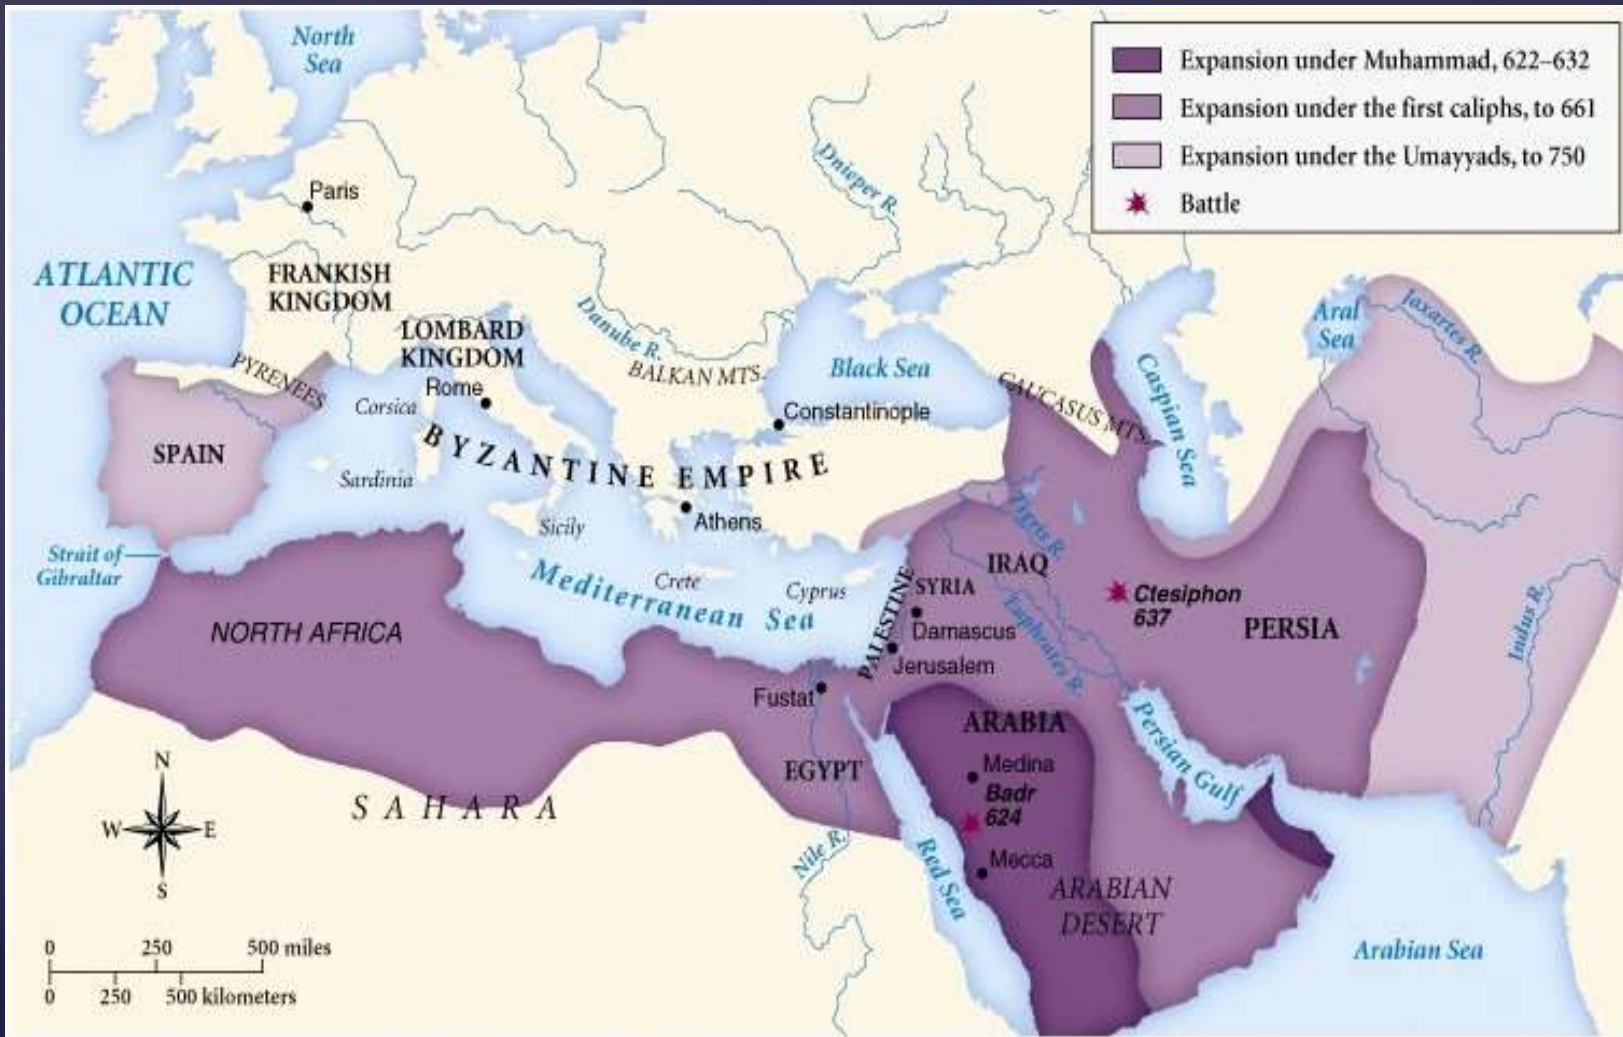 Expansion under Muhammad, 622–632
Expansion under the first caliphs, to 661
Expansion under the Umayyads, to 750
Battle
North
Sea
Paris
Dnieper R.
ATLANTIC
OCEAN
FRANKISH
KINGDOM
LOMBARD
KINGDOM
Danube R.
BALKAN MTS.
Black Sea
CAUCASUS MTS.
Caspian Sea
Aral
Sea
Jaxartes R.
PYRENEES
Corsica
Rome
Constantinople
SPAIN
Sardinia
BYZANTINE EMPIRE
Sicily
Athens
Strait of
Gibraltar
Mediterranean Sea
Crete
Cyprus
NORTH AFRICA
PALESTINE
SYRIA
Damascus
Jerusalem
IRAQ
Tigris R.
Euphrates R.
Ctesiphon
637
PERSIA
Indus R.
Fustat
EGYPT
ARABIA
Medina
Badr
624
Mecca
Persian Gulf
Red Sea
Nile R.
ARABIAN
DESERT
Arabian Sea
SAHARA
N
W
E
S
0 250 500 miles
0 250 500 kilometers